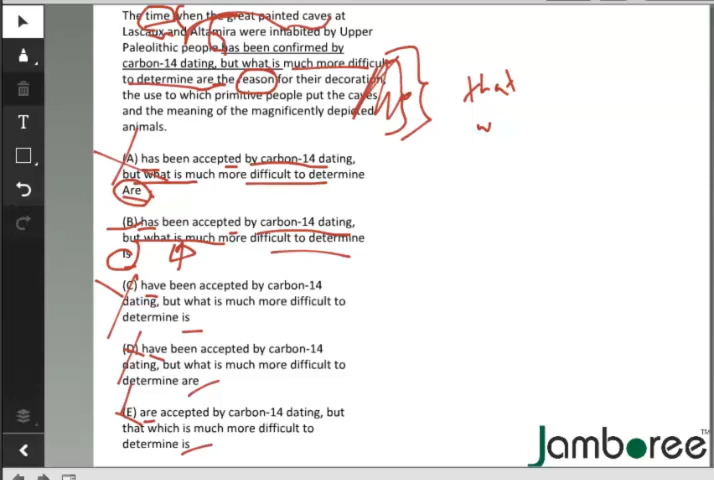 The time when the great painted caves at
Lascaux and Altamira were inhabited by Upper
Paleolithic people has been confirmed by
carbon-14 dating, but what is much more difficult
to determine are the reason for their decoration,
the use to which primitive people put the caves,
and the meaning of the magnificently depicted
animals.
that
w
(A) has been accepted by carbon-14 dating,
but what is much more difficult to determine
Are
(B) has been accepted by carbon-14 dating,
but what is much more difficult to determine
is
(C) have been accepted by carbon-14
dating, but what is much more difficult to
determine is
(D) have been accepted by carbon-14
dating, but what is much more difficult to
determine are
(E) are accepted by carbon-14 dating, but
that which is much more difficult to
determine is
T
Jamboree™